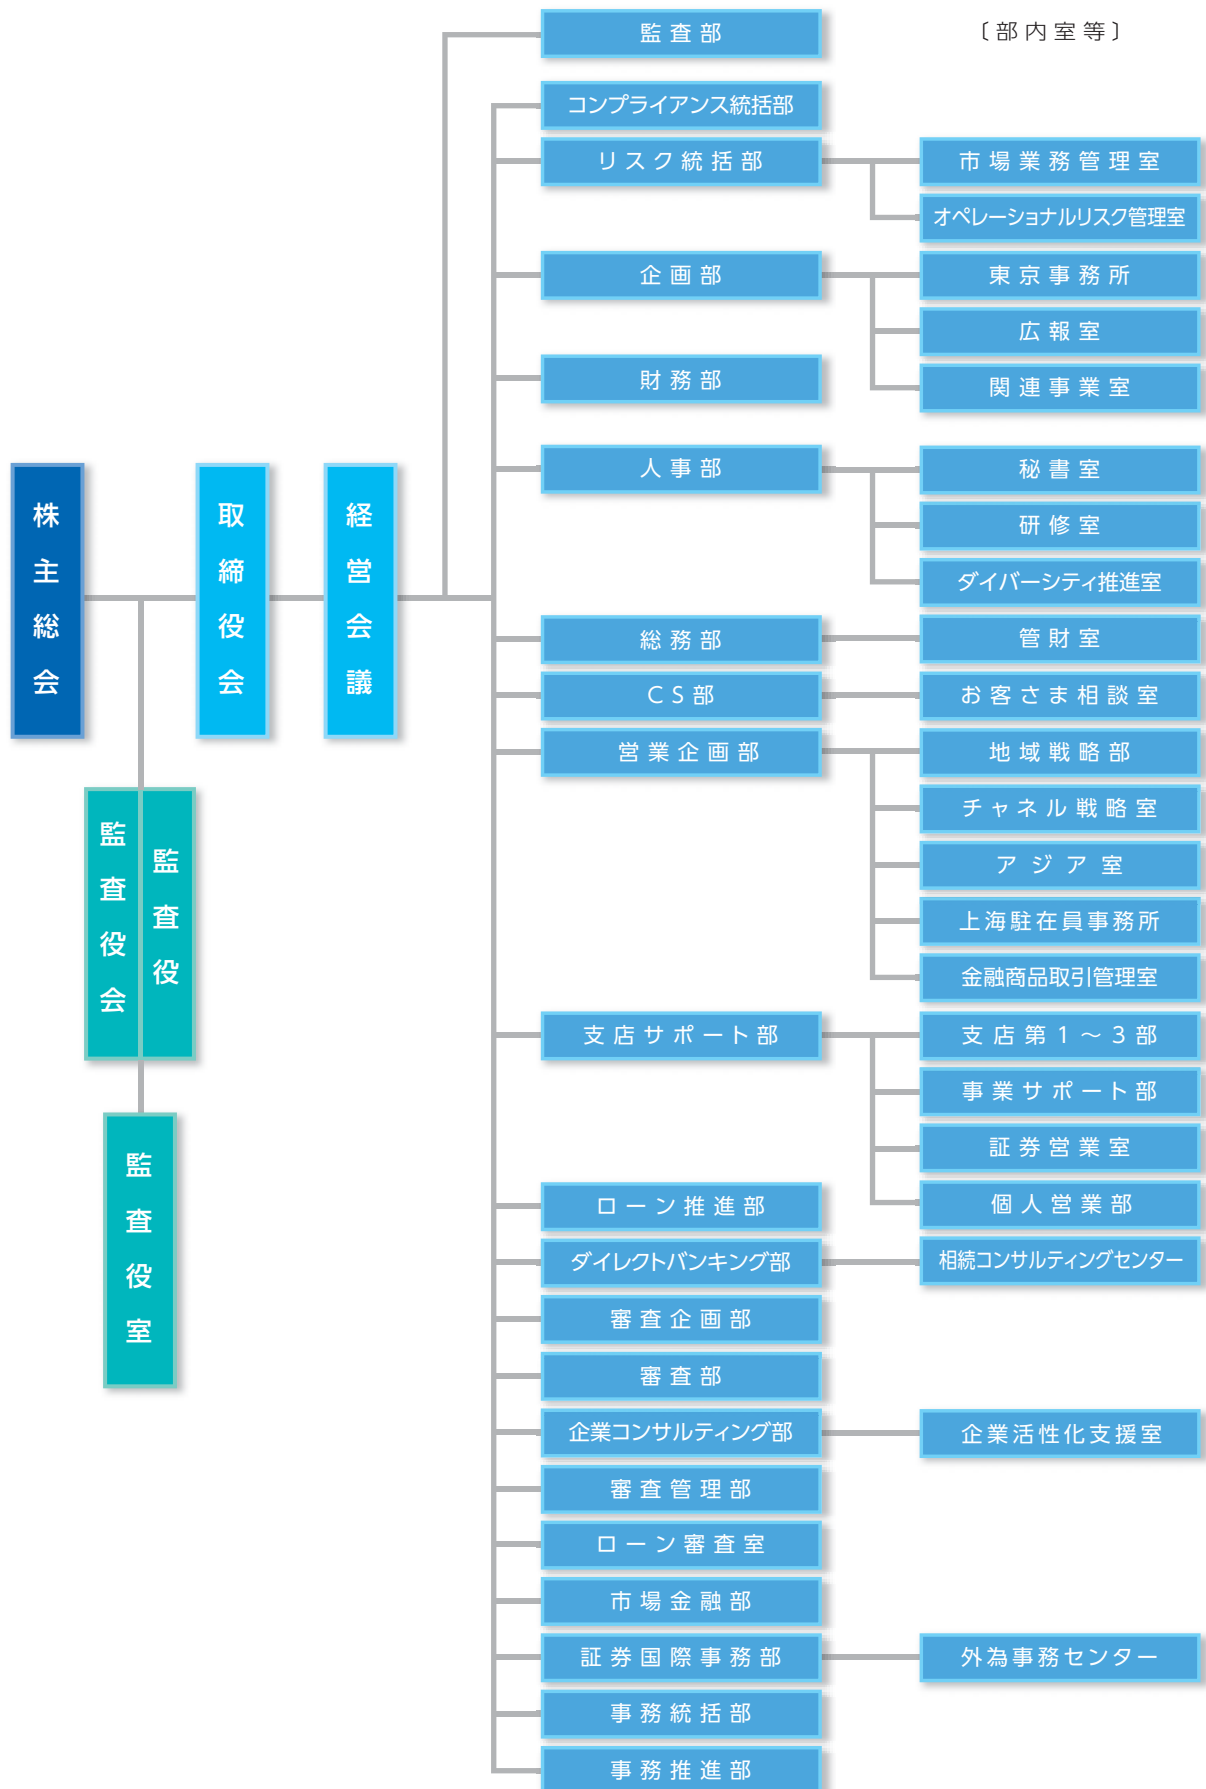 〔部内室等〕
監査部
コンプライアンス統括部
リスク統括部
市場業務管理室
オペレーショナルリスク管理室
企画部
東京事務所
広報室
関連事業室
財務部
人事部
秘書室
研修室
ダイバーシティ推進室
株主総会
取締役会
経営会議
総務部
管財室
CS部
お客さま相談室
営業企画部
地域戦略部
チャネル戦略室
アジア室
上海駐在員事務所
金融商品取引管理室
監査役会
監査役
監査役室
支店サポート部
支店第1～3部
事業サポート部
証券営業室
個人営業部
ローン推進部
ダイレクトバンキング部
相続コンサルティングセンター
審査企画部
審査部
企業コンサルティング部
企業活性化支援室
審査管理部
ローン審査室
市場金融部
証券国際事務部
外為事務センター
事務統括部
事務推進部